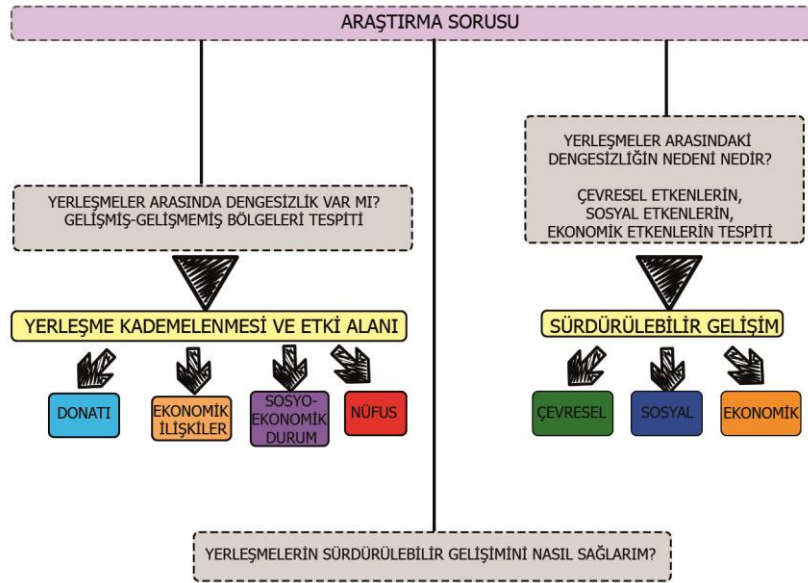 ARAŞTIRMA SORUSU
YERLEŞMELER ARASINDA DENGESİZLİK VAR MI?
GELİŞMİŞ-GELİŞMEMİŞ BÖLGELERİ TESPİTİ
YERLEŞME KADEMELENMESİ VE ETKİ ALANI
DONATI
EKONOMİK
İLİŞKİLER
SOSYO-
EKONOMİK
DURUM
NÜFUS
YERLEŞMELER ARASINDAKİ
DENGESİZLİĞİN NEDENİ NEDİR?
ÇEVRESEL ETKENLERİN,
SOSYAL ETKENLERİN,
EKONOMİK ETKENLERİN TESPİTİ
SÜRDÜRÜLEBİLİR GELİŞİM
ÇEVRESEL
SOSYAL
EKONOMİK
YERLEŞMELERİN SÜRDÜRÜLEBİLİR GELİŞİMİNİ NASIL SAĞLARIM?